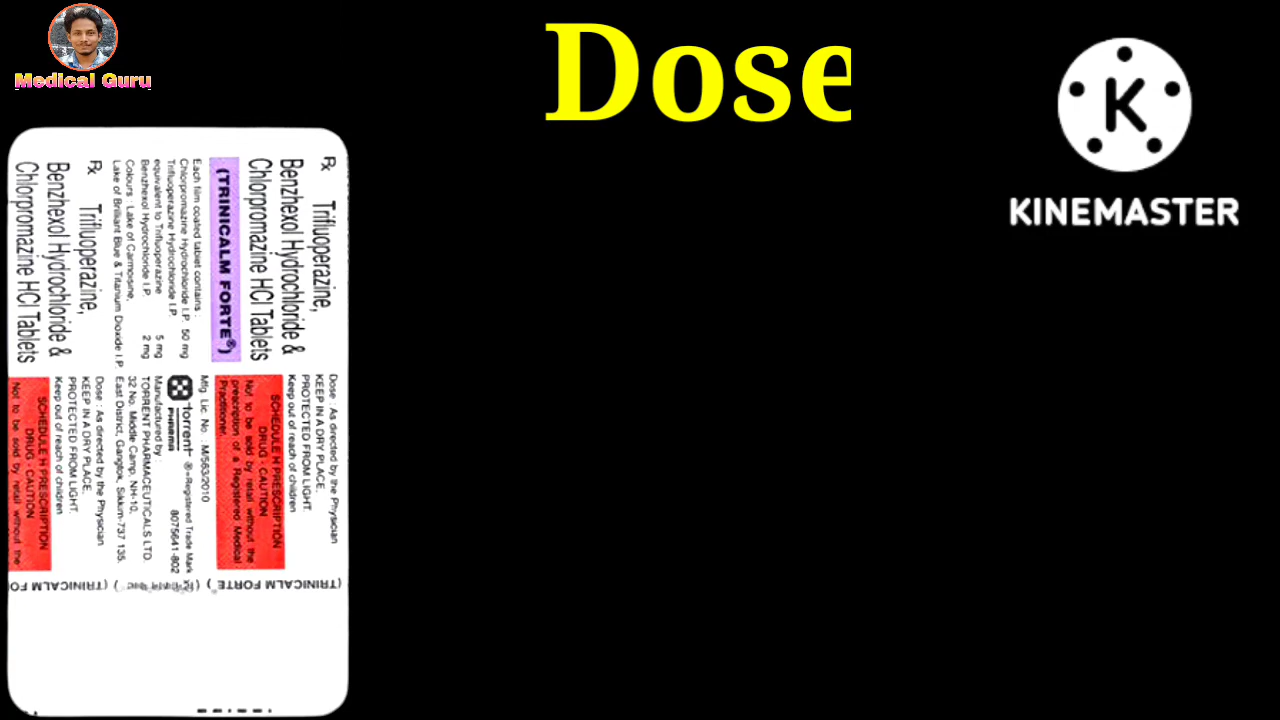 Medical Guru
Dose
K
KINEMASTER
Rx Trifluoperazine,
Benzhexol Hydrochloride &
Chlorpromazine HCl Tablets
(TRINICALM FORTE®)
Each film coated tablet contains :
Chlorpromazine Hydrochloride I.P. 50 mg
Trifluoperazine Hydrochloride I.P.
equivalent to Trifluoperazine 5 mg
Benzhexol Hydrochloride I.P. 2 mg
Colours : Lake of Carmoisine,
Lake of Brilliant Blue & Titanium Dioxide I.P.
Rx Trifluoperazine,
Benzhexol Hydrochloride &
Chlorpromazine HCl Tablets
Dose : As directed by the Physician
KEEP IN A DRY PLACE,
PROTECTED FROM LIGHT.
Keep out of reach of children
SCHEDULE H PRESCRIPTION
DRUG - CAUTION
Not to be sold by retail without the
prescription of a Registered Medical
Practitioner.
Mfg. Lic. No. : M/563/2010
torrent
PHARMA
®=Registered Trade Mark
8075641-802
Manufactured by :
TORRENT PHARMACEUTICALS LTD.
32 No. Middle Camp, NH-10,
East District, Gangtok, Sikkim-737 135.
Dose : As directed by the Physician
KEEP IN A DRY PLACE,
PROTECTED FROM LIGHT.
Keep out of reach of children
SCHEDULE H PRESCRIPTION
DRUG - CAUTION
Not to be sold by retail without the
(TRINICALM FORTE®)
(TRINICALM FO